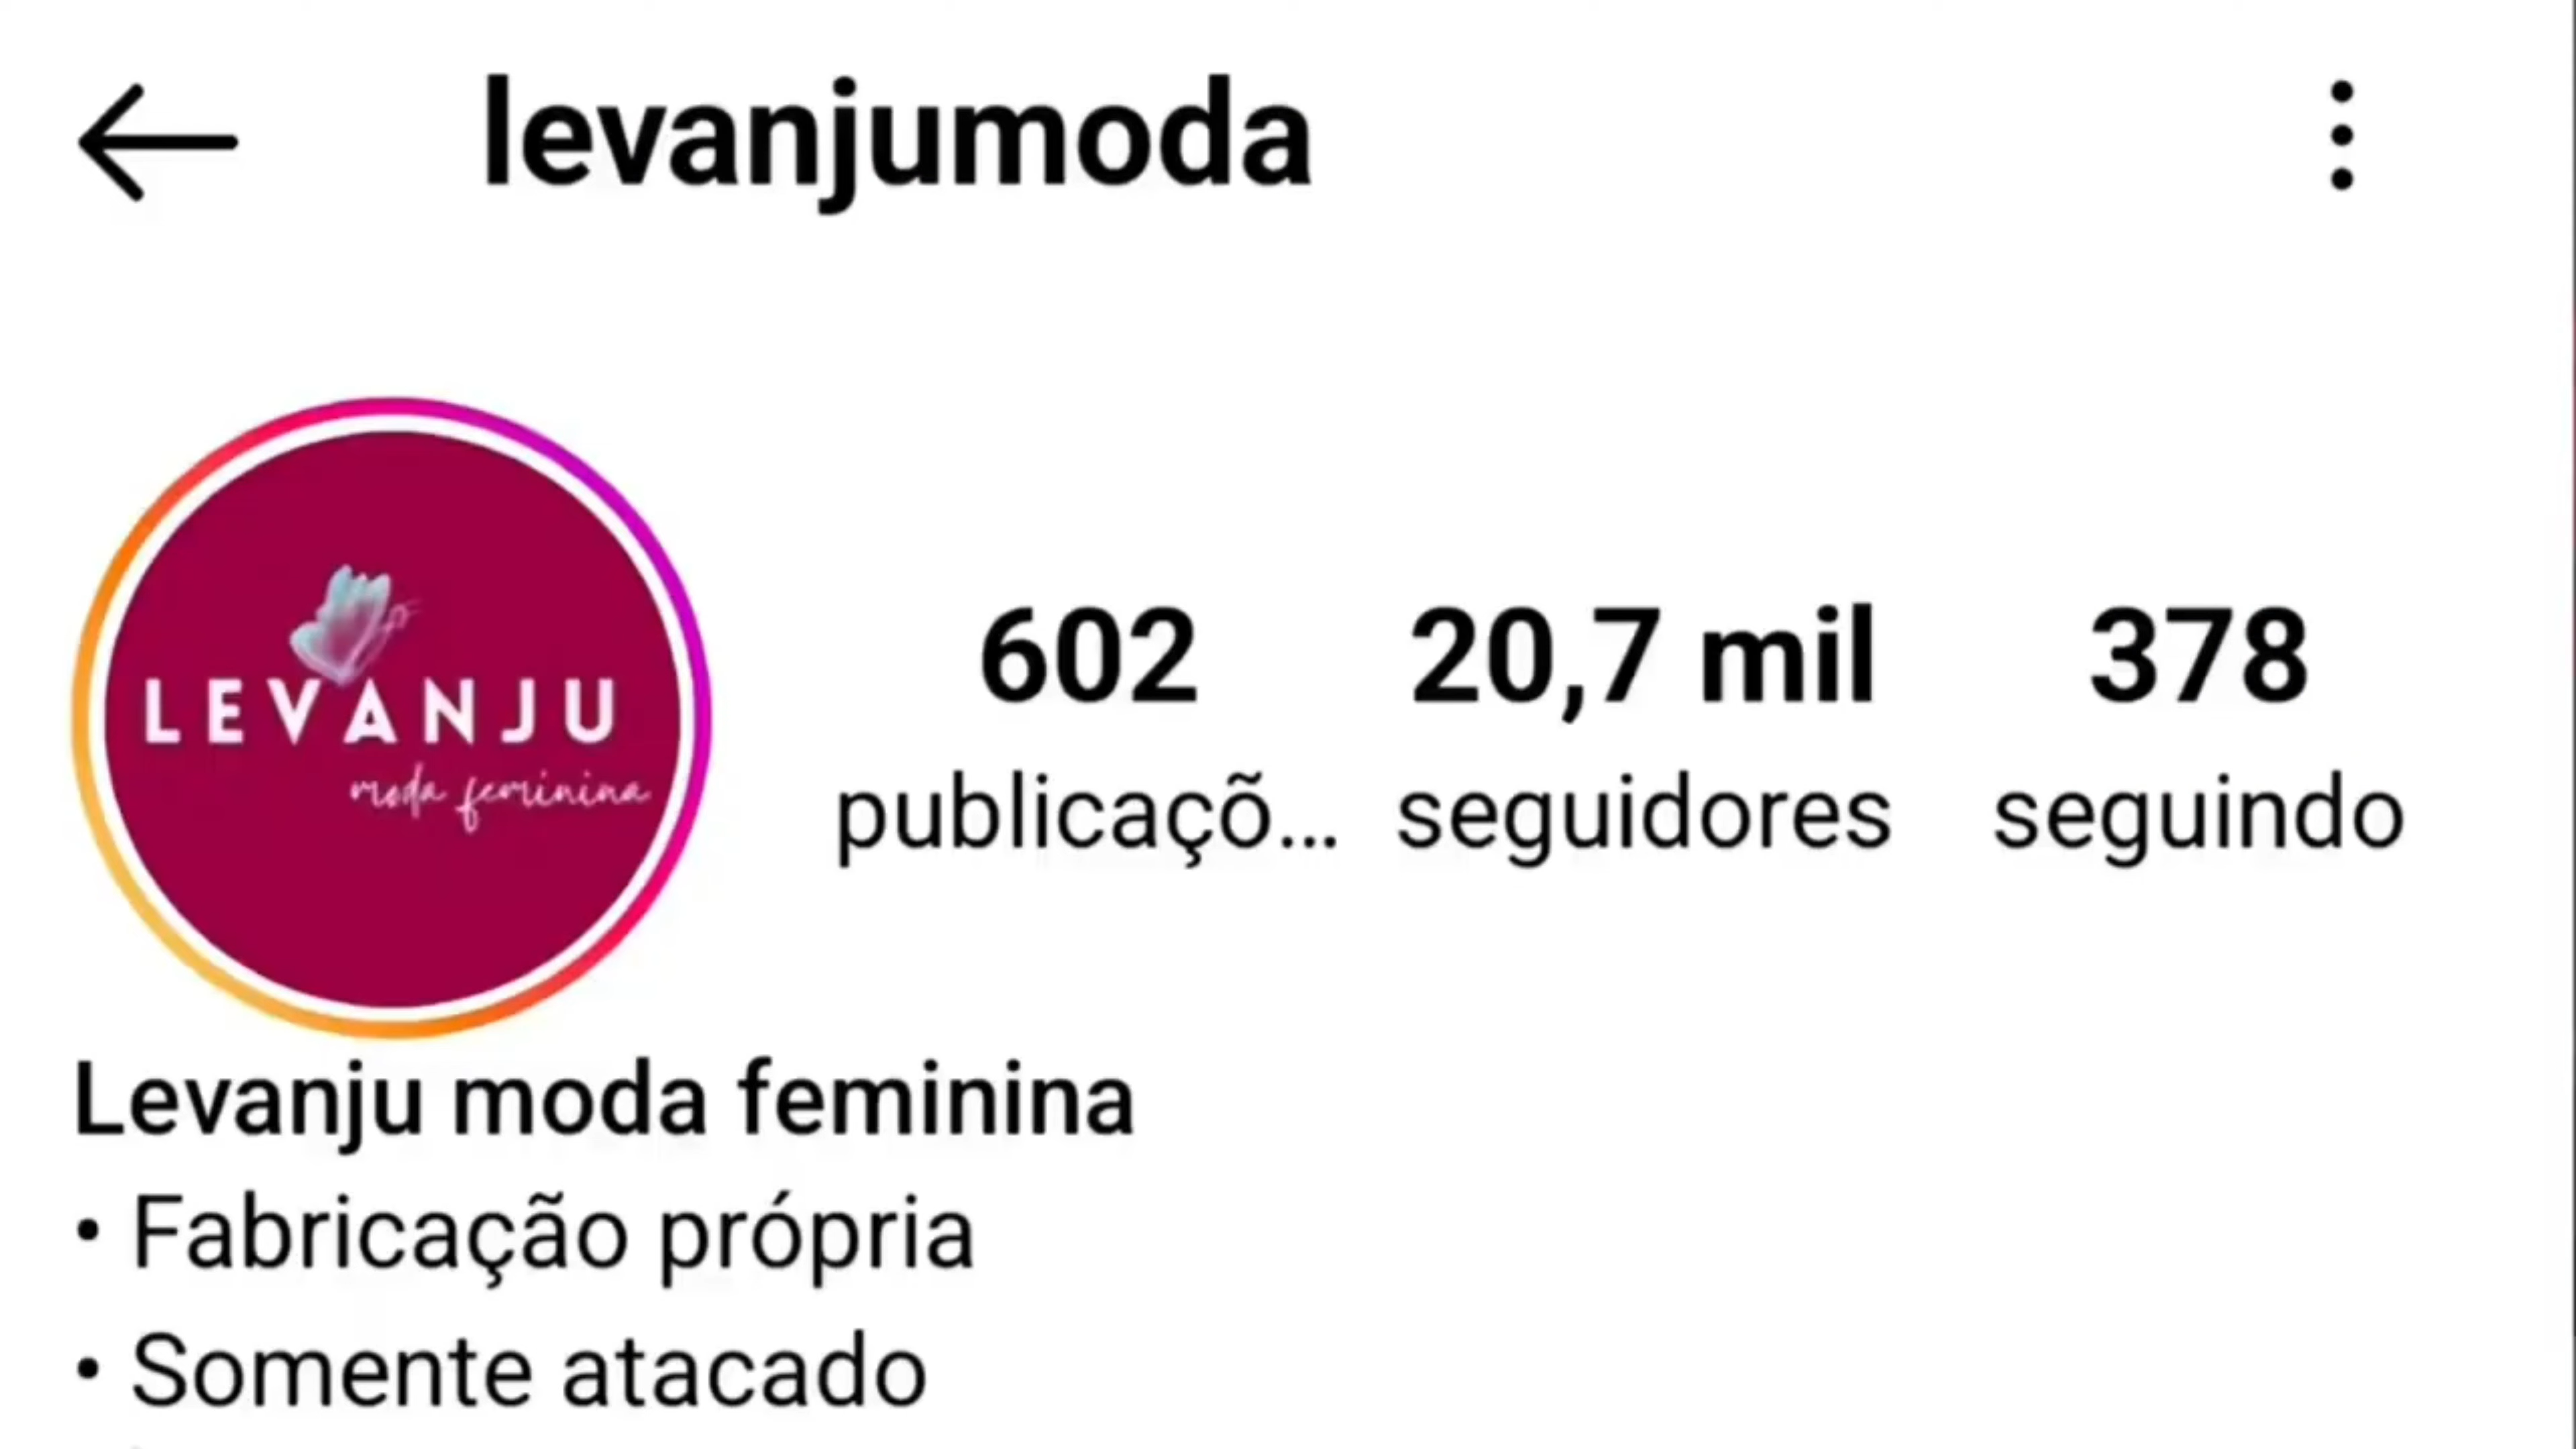 levanjumoda
LEVANJU
moda feminina
602 20,7 mil 378
publicaçõ... seguidores seguindo
Levanju moda feminina
• Fabricação própria
• Somente atacado